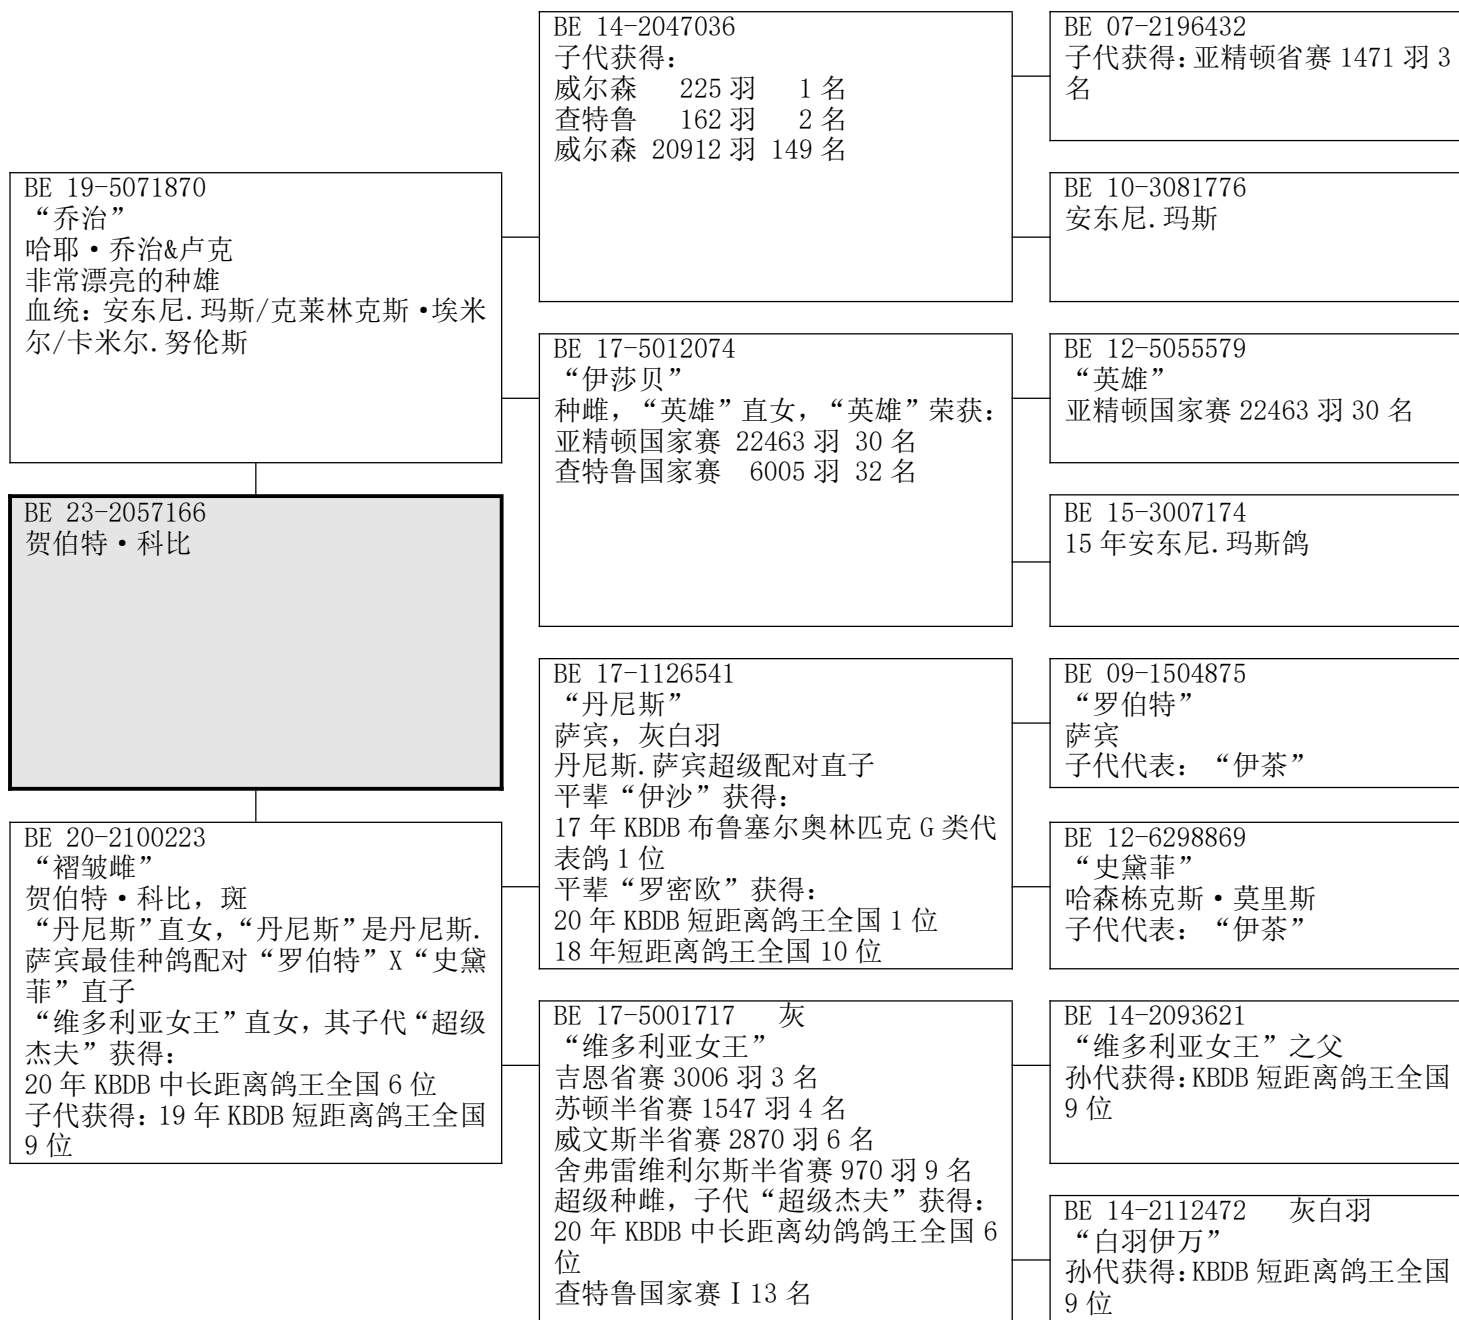 BE 19-5071870
“乔治”
哈耶•乔治&卢克
非常漂亮的种雄
血统：安东尼.玛斯/克莱林克斯•埃米
尔/卡米尔.努伦斯
BE 23-2057166
贺伯特•科比
BE 20-2100223
“褶皱雌”
贺伯特•科比，斑
“丹尼斯”直女，“丹尼斯”是丹尼斯.
萨宾最佳种鸽配对“罗伯特”X“史黛
菲”直子
“维多利亚女王”直女，其子代“超级
杰夫”获得：
20 年 KBDB 中长距离鸽王全国 6 位
子代获得：19 年 KBDB 短距离鸽王全国
9 位
BE 14-2047036
子代获得：
威尔森 225 羽 1 名
查特鲁 162 羽 2 名
威尔森 20912 羽 149 名
BE 17-5012074
“伊莎贝”
种雌，“英雄”直女，“英雄”荣获：
亚精顿国家赛 22463 羽 30 名
查特鲁国家赛 6005 羽 32 名
BE 17-1126541
“丹尼斯”
萨宾，灰白羽
丹尼斯.萨宾超级配对直子
平辈“伊沙”获得：
17 年 KBDB 布鲁塞尔奥林匹克 G 类代
表鸽 1 位
平辈“罗密欧”获得：
20 年 KBDB 短距离鸽王全国 1 位
18 年短距离鸽王全国 10 位
BE 17-5001717 灰
“维多利亚女王”
吉恩省赛 3006 羽 3 名
苏顿半省赛 1547 羽 4 名
威文斯半省赛 2870 羽 6 名
舍弗雷维利尔斯半省赛 970 羽 9 名
超级种雌，子代“超级杰夫”获得：
20 年 KBDB 中长距离幼鸽鸽王全国 6
位
查特鲁国家赛Ⅰ13 名
BE 07-2196432
子代获得：亚精顿省赛 1471 羽 3
名
BE 10-3081776
安东尼.玛斯
BE 12-5055579
“英雄”
亚精顿国家赛 22463 羽 30 名
BE 15-3007174
15 年安东尼.玛斯鸽
BE 09-1504875
“罗伯特”
萨宾
子代代表：“伊茶”
BE 12-6298869
“史黛菲”
哈森栋克斯•莫里斯
子代代表：“伊茶”
BE 14-2093621
“维多利亚女王”之父
孙代获得：KBDB 短距离鸽王全国
9 位
BE 14-2112472 灰白羽
“白羽伊万”
孙代获得：KBDB 短距离鸽王全国
9 位